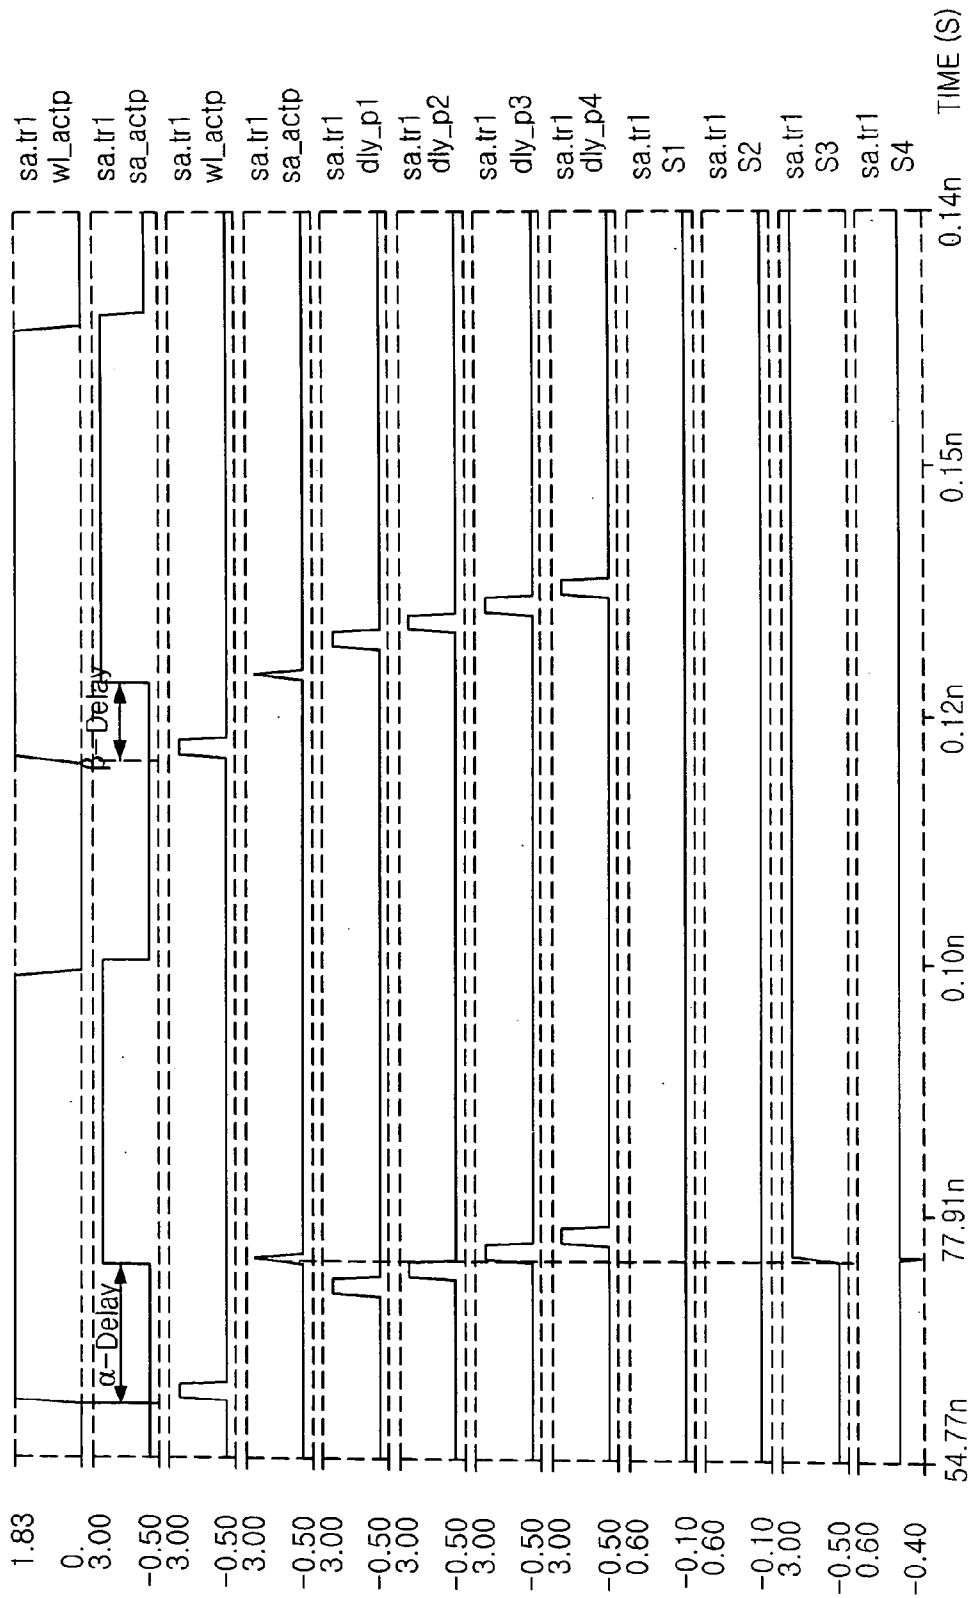 1.83
0.
sa.tr1
wl_actp
3.00
-0.50
sa.tr1
sa_actp
α-Delay
β-Delay
3.00
-0.50
sa.tr1
wl_actp
3.00
-0.50
sa.tr1
sa_actp
3.00
-0.50
sa.tr1
dly_p1
3.00
-0.50
sa.tr1
dly_p2
3.00
-0.50
sa.tr1
dly_p3
3.00
-0.50
sa.tr1
dly_p4
0.60
-0.10
sa.tr1
S1
0.60
-0.10
sa.tr1
S2
3.00
-0.50
sa.tr1
S3
0.60
-0.40
sa.tr1
S4
54.77n
77.91n
0.10n
0.12n
0.15n
0.14n
TIME (S)